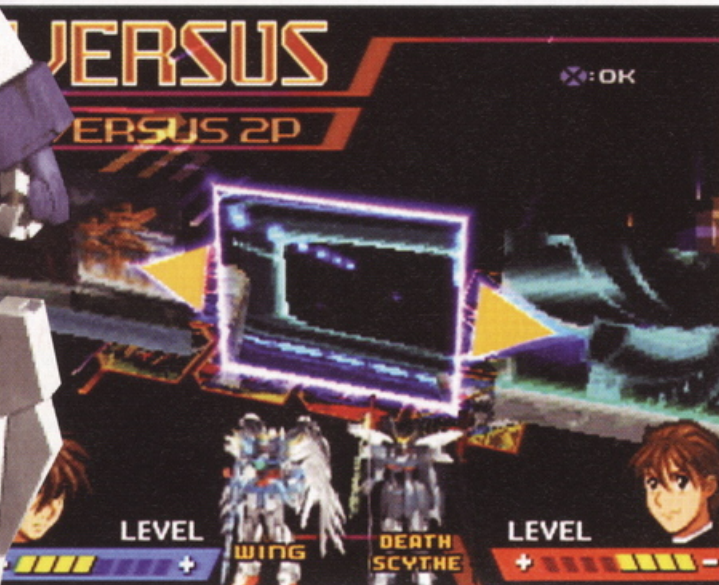 VERSUS
VERSUS 2P
:OK
LEVEL
WING
DEATH
SCYTHE
LEVEL